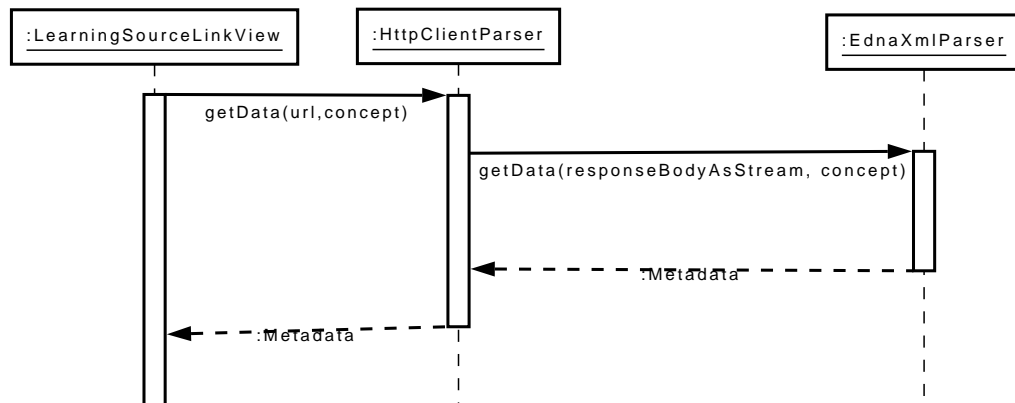 :LearningSourceLinkView
:HttpClientParser
:EdnaXmlParser
getData(url,concept)
getData(responseBodyAsStream, concept)
:Metadata
:Metadata